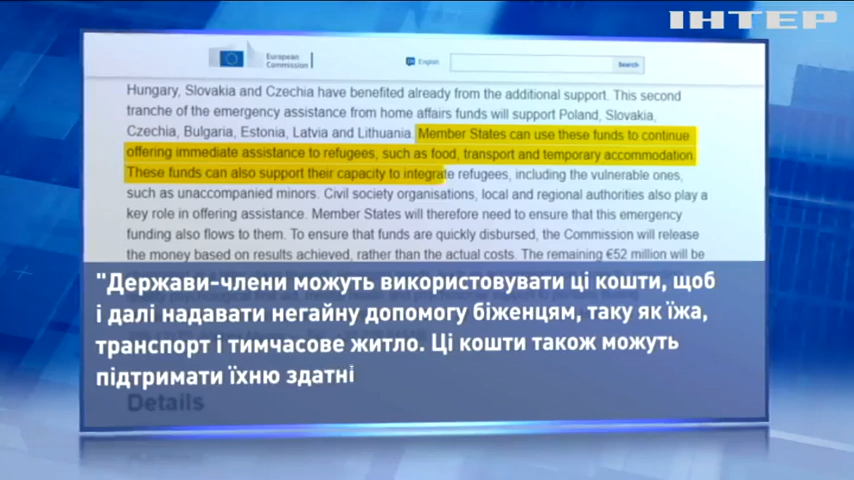 ІНТЕР
European
Commission
English
Search
Hungary, Slovakia and Czechia have benefited already from the additional support. This second
tranche of the emergency assistance from home affairs funds will support Poland, Slovakia,
Czechia, Bulgaria, Estonia, Latvia and Lithuania. Member States can use these funds to continue
offering immediate assistance to refugees, such as food, transport and temporary accommodation.
These funds can also support their capacity to integrate refugees, including the vulnerable ones,
such as unaccompanied minors. Civil society organisations, local and regional authorities also play a
key role in offering assistance. Member States will therefore need to ensure that this emergency
funding also flows to them. To ensure that funds are quickly disbursed, the Commission will release
the money based on results achieved, rather than the actual costs. The remaining €52 million will be
"Держави-члени можуть використовувати ці кошти, щоб
і далі надавати негайну допомогу біженцям, таку як їжа,
транспорт і тимчасове житло. Ці кошти також можуть
підтримати їхню здатні
Details